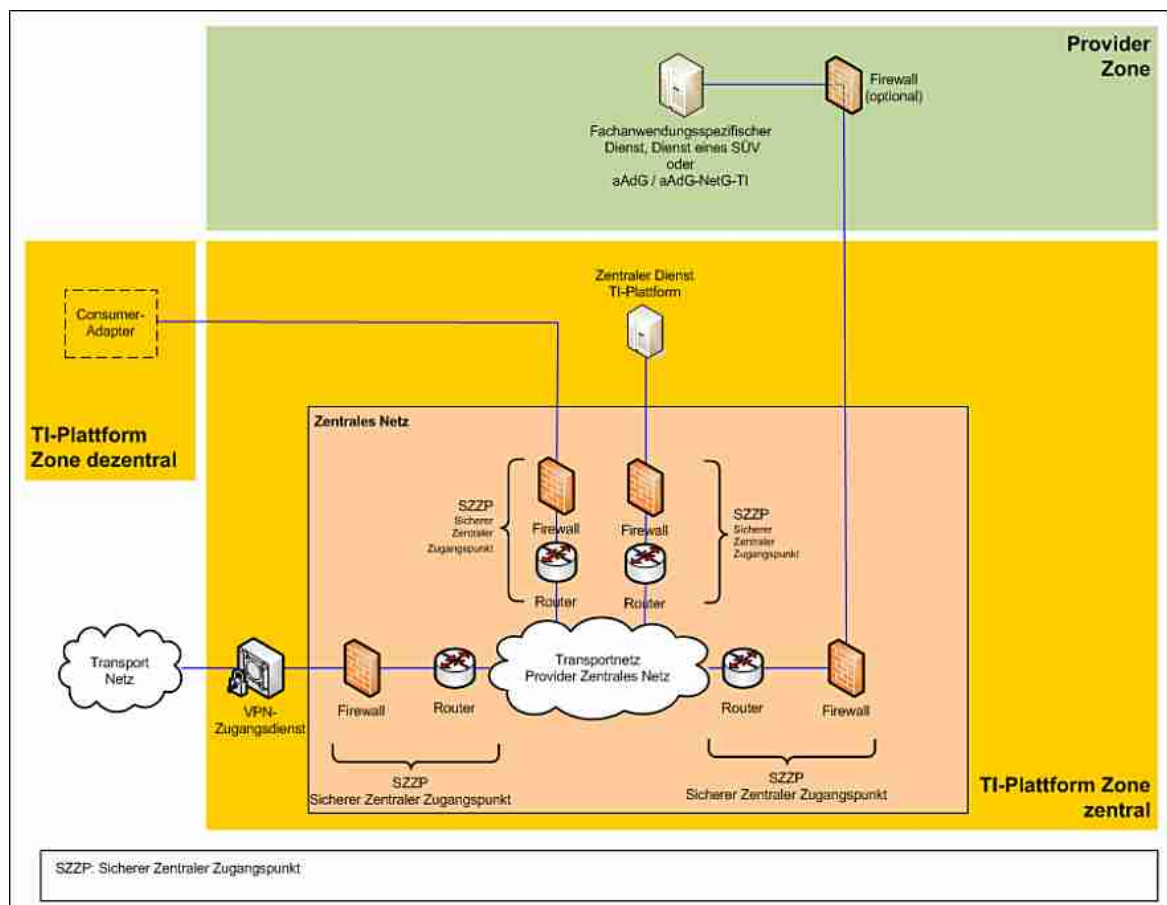 Provider
Zone
Firewall
(optional)
Fachanwendungsspezifischer
Dienst, Dienst eines SÜV
oder
aAdG / aAdG-NetG-TI
Zentraler Dienst
TI-Plattform
Consumer-
Adapter
TI-Plattform
Zone dezentral
Zentrales Netz
SZZP
Sicherer
Zentraler
Zugangspunkt
Firewall
Firewall
SZZP
Sicherer
Zentraler
Zugangspunkt
Router
Router
Transport
Netz
VPN-
Zugangsdienst
Firewall
Router
Transportnetz
Provider Zentrales Netz
Router
Firewall
SZZP
Sicherer Zentraler Zugangspunkt
SZZP
Sicherer Zentraler Zugangspunkt
TI-Plattform Zone
zentral
SZZP: Sicherer Zentraler Zugangspunkt